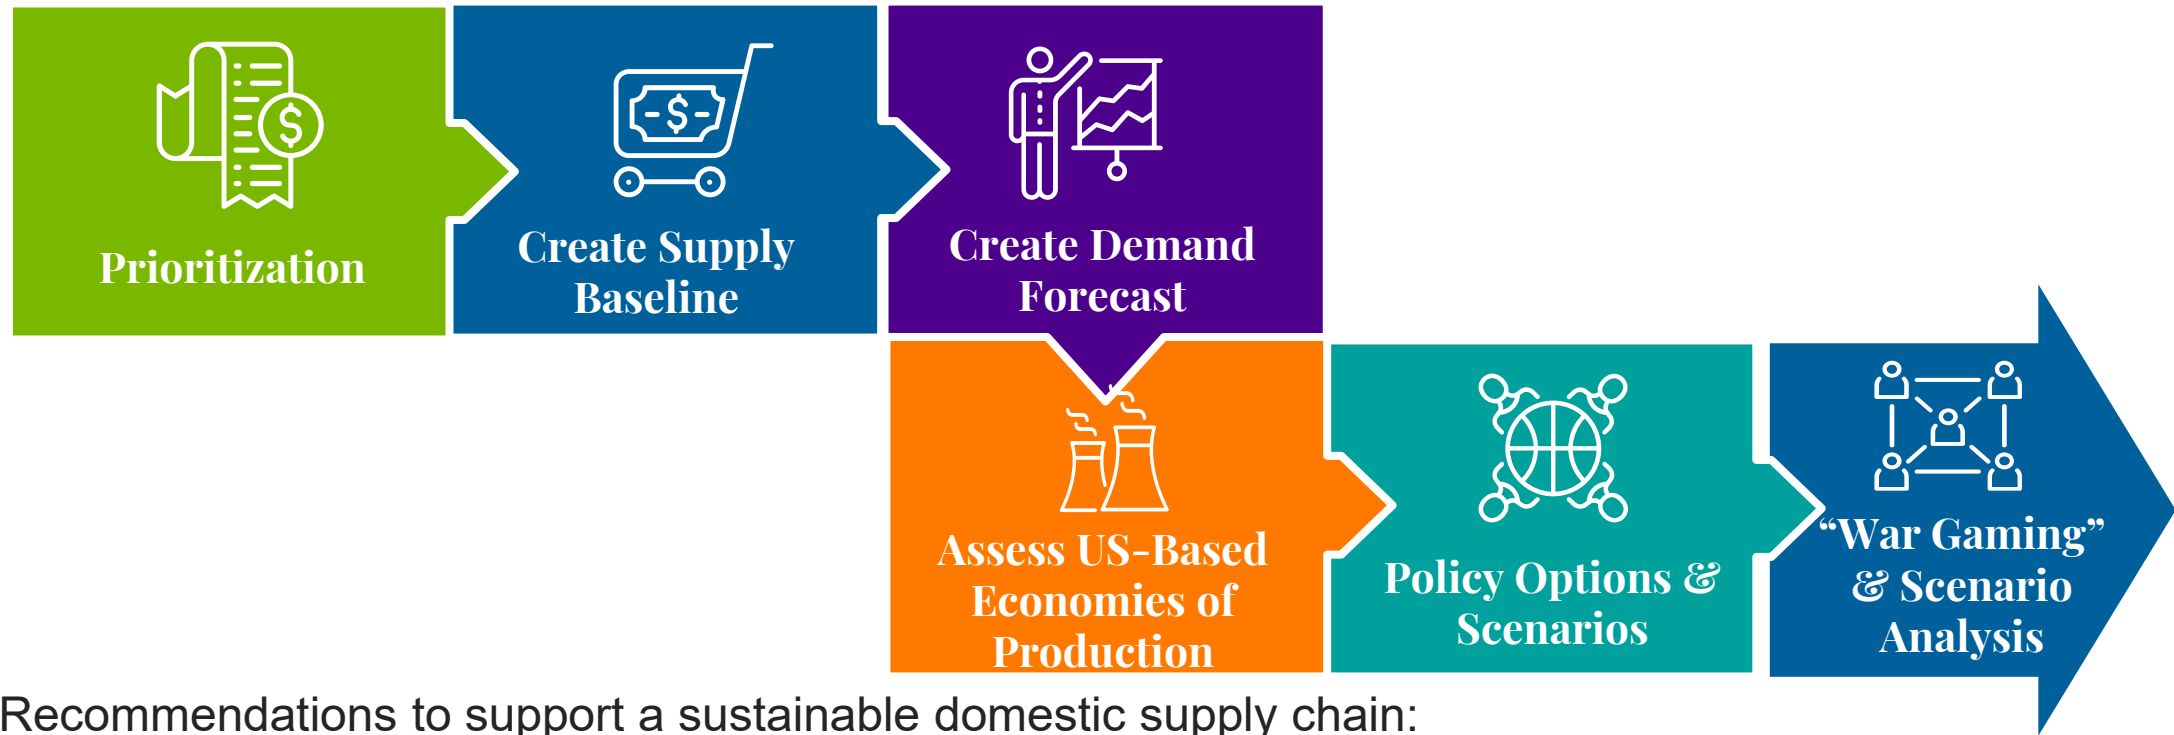 Prioritization
Create Supply
Baseline
Create Demand
Forecast
Assess US-Based
Economies of
Production
Policy Options &
Scenarios
“War Gaming”
& Scenario
Analysis
Recommendations to support a sustainable domestic supply chain: